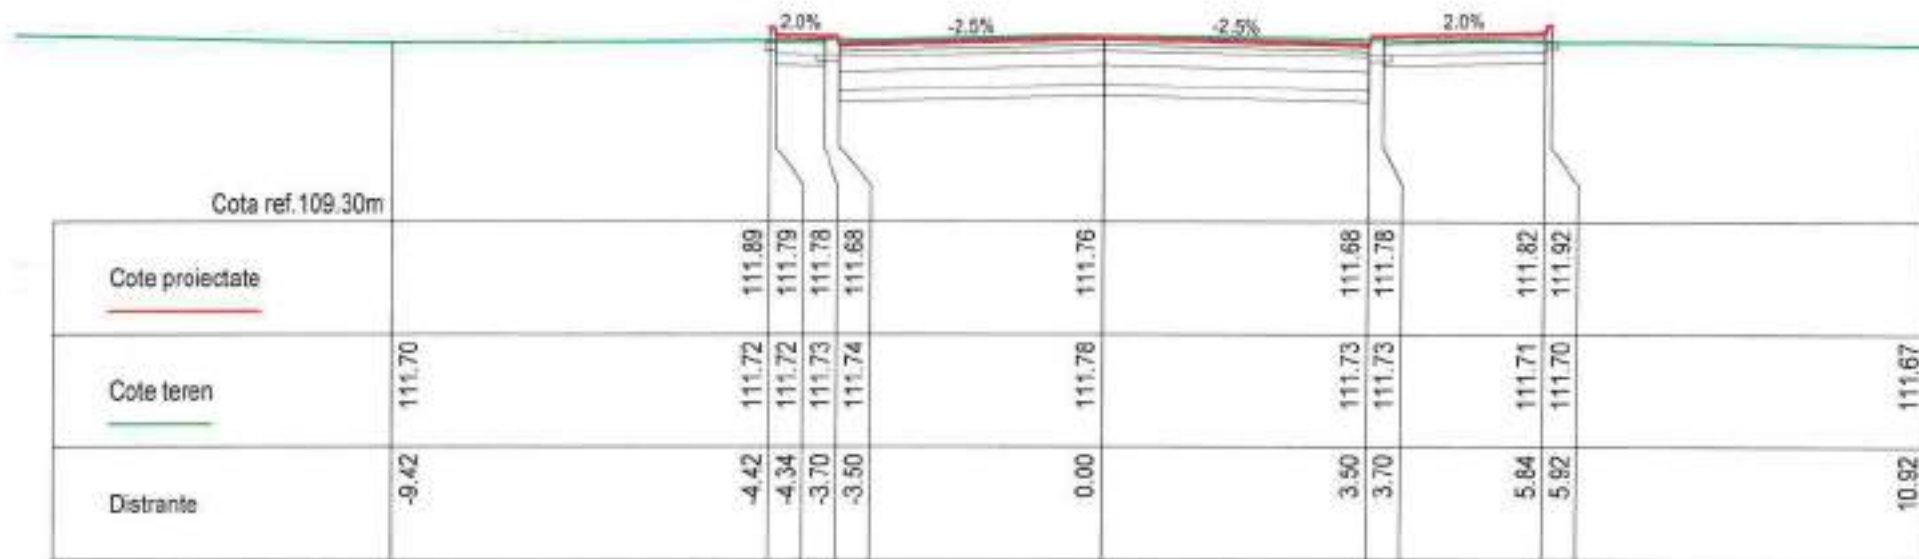 2.0% -2.5% -2.5% 2.0%
Cota ref.109.30m
Cote proiectate 111.89 111.79 111.78 111.68 111.76 111.68 111.78 111.82 111.92
Cote teren 111.70 111.72 111.72 111.73 111.74 111.78 111.73 111.73 111.71 111.70 111.67
Distrante -9.42 -4.42 -4.34 -3.70 -3.50 0.00 3.50 3.70 5.84 5.92 10.92